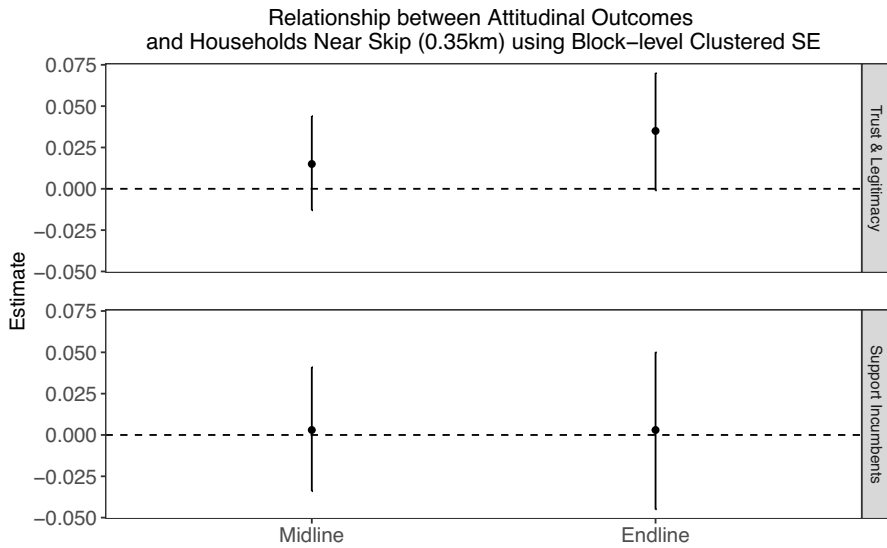 Relationship between Attitudinal Outcomes
and Households Near Skip (0.35km) using Block−level Clustered SE
Estimate
0.075
0.050
0.025
0.000
−0.025
−0.050
Trust & Legitimacy
0.075
0.050
0.025
0.000
−0.025
−0.050
Support Incumbents
Midline
Endline